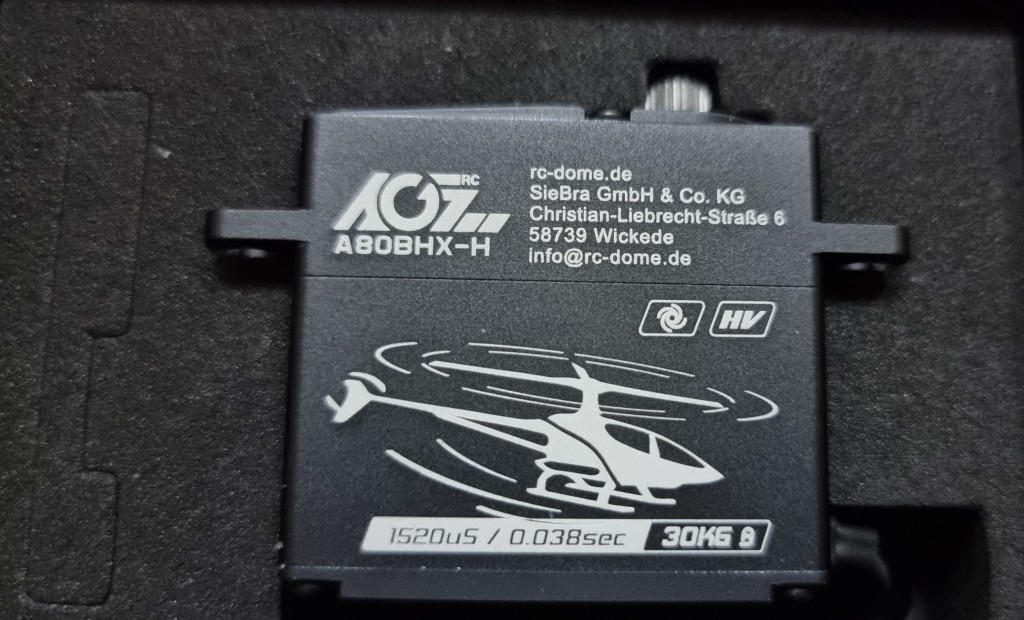 AGF RC
A80BHX-H
rc-dome.de
SieBra GmbH & Co. KG
Christian-Liebrecht-Straße 6
58739 Wickede
info@rc-dome.de
HV
1520uS / 0.038sec
30KG